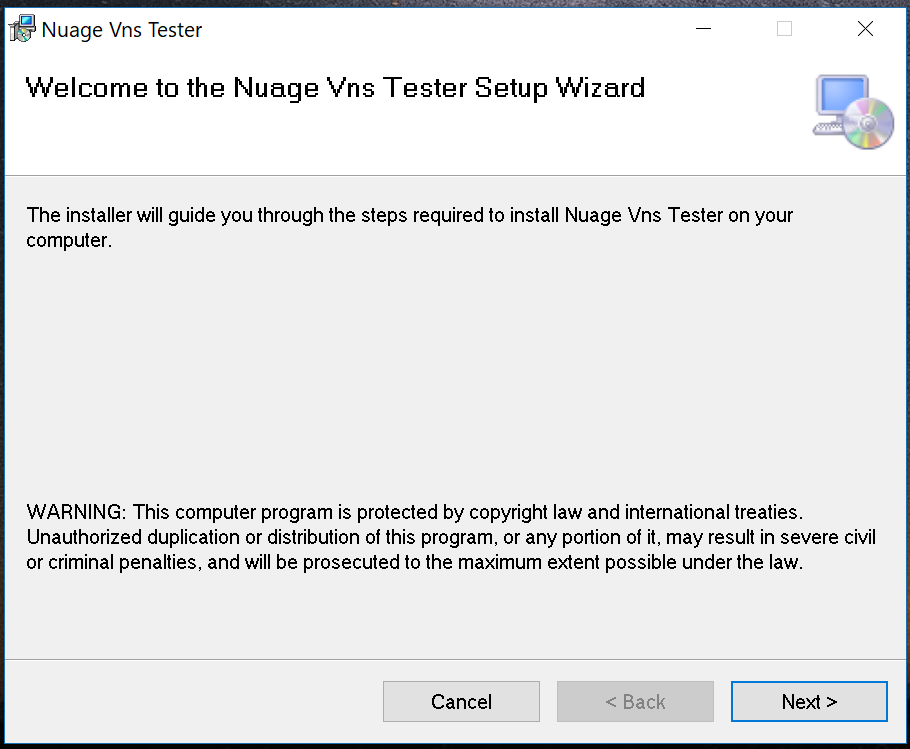 Nuage Vns Tester
Welcome to the Nuage Vns Tester Setup Wizard
The installer will guide you through the steps required to install Nuage Vns Tester on your
computer.
WARNING: This computer program is protected by copyright law and international treaties.
Unauthorized duplication or distribution of this program, or any portion of it, may result in severe civil
or criminal penalties, and will be prosecuted to the maximum extent possible under the law.
Cancel
< Back
Next >